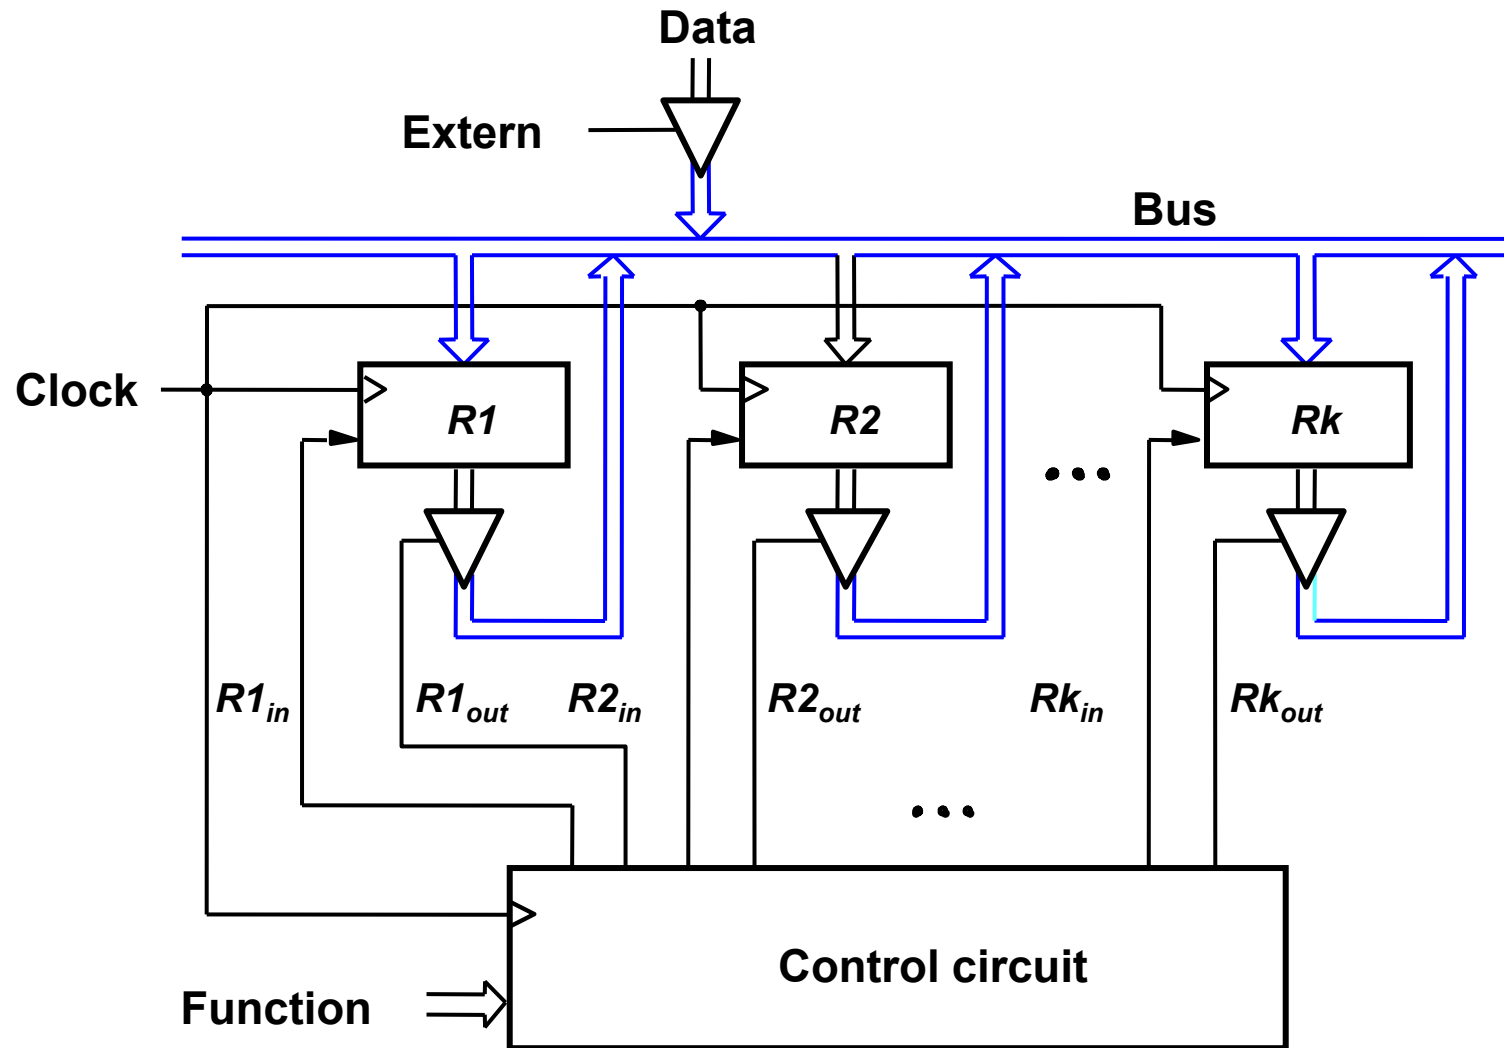 Data
Extern
Bus
Clock
R1
R2
Rk
R1in
R1out
R2in
R2out
Rkin
Rkout
Control circuit
Function